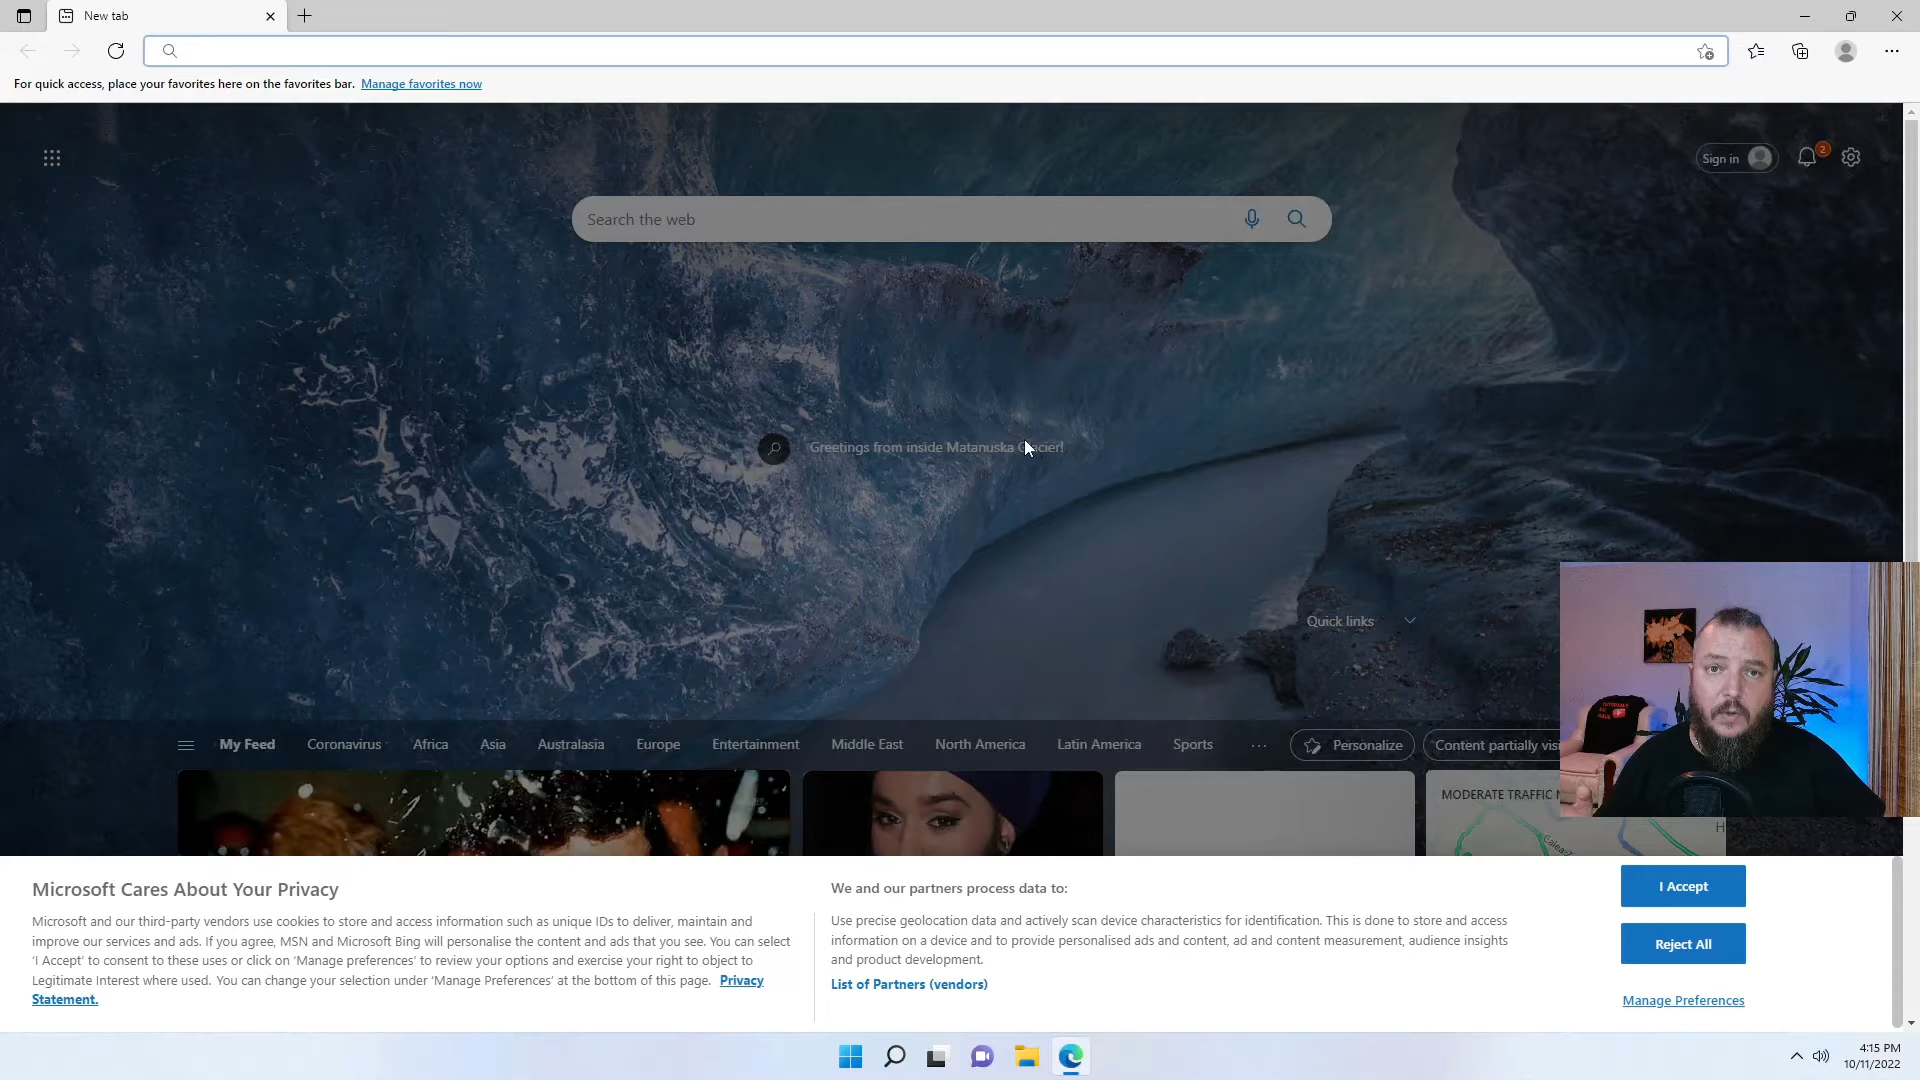 New tab
For quick access, place your favorites here on the favorites bar. Manage favorites now
Sign in
2
Search the web
Greetings from inside Matanuska Glacier!
Quick links
My Feed Coronavirus Africa Asia Australasia Europe Entertainment Middle East North America Latin America Sports ... Personalize Content partially
MODERATE TRAFFIC
Microsoft Cares About Your Privacy
Microsoft and our third-party vendors use cookies to store and access information such as unique IDs to deliver, maintain and
improve our services and ads. If you agree, MSN and Microsoft Bing will personalise the content and ads that you see. You can select
'I Accept' to consent to these uses or click on 'Manage preferences' to review your options and exercise your right to object to
Legitimate Interest where used. You can change your selection under 'Manage Preferences' at the bottom of this page. Privacy
Statement.
We and our partners process data to:
Use precise geolocation data and actively scan device characteristics for identification. This is done to store and access
information on a device and to provide personalised ads and content, ad and content measurement, audience insights
and product development.
List of Partners (vendors)
I Accept
Reject All
Manage Preferences
4:15 PM
10/11/2022